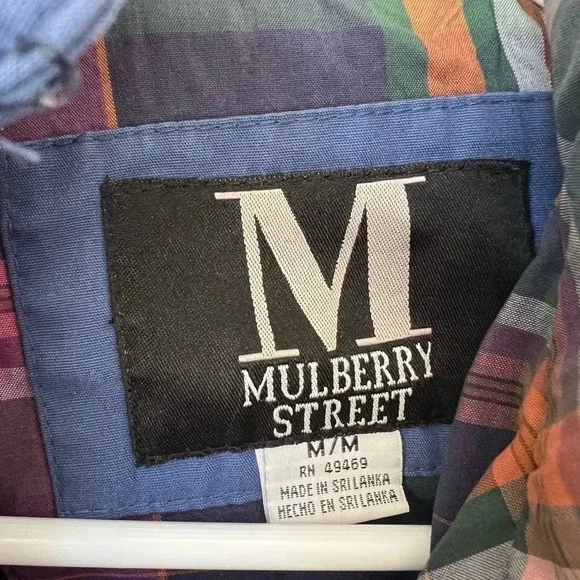 M
MULBERRY
STREET
M/M
RN 49469
MADE IN SRI LANKA
HECHO EN SRI LANKA